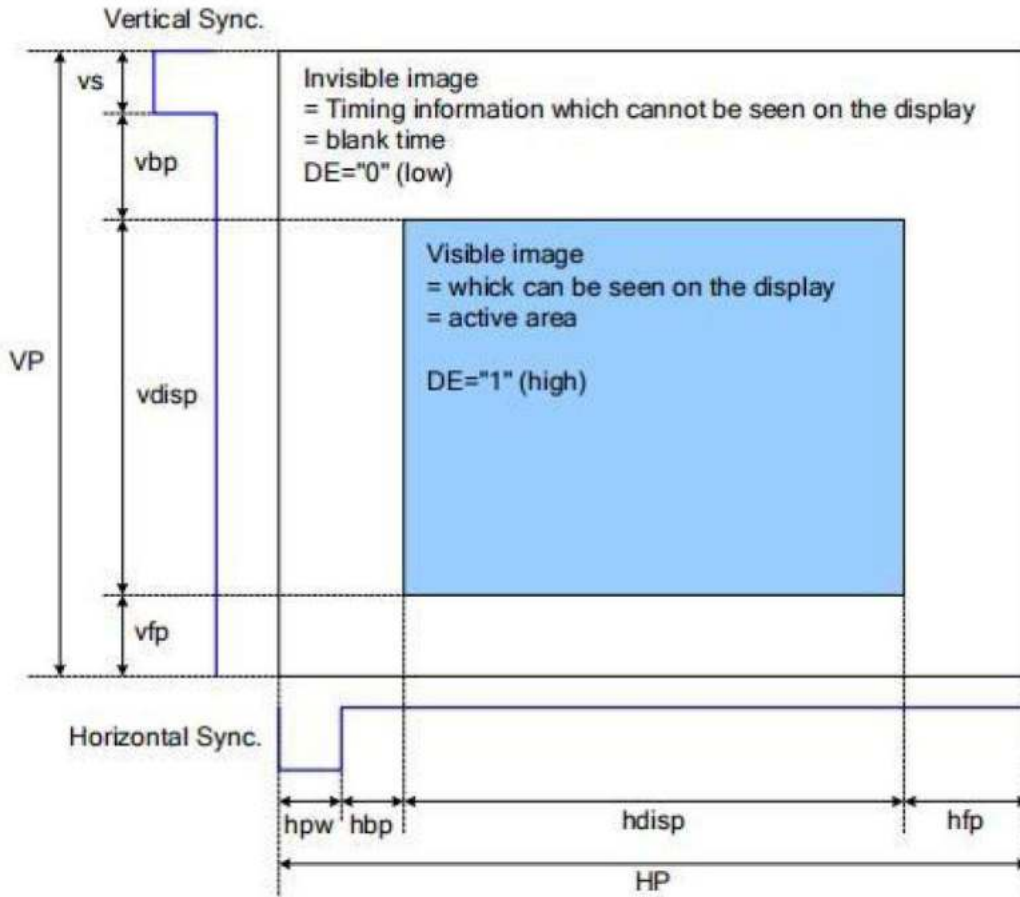 Vertical Sync.
vs
Invisible image
= Timing information which cannot be seen on the display
= blank time
DE="0" (low)
vbp
Visible image
= whick can be seen on the display
= active area
DE="1" (high)
VP
vdisp
vfp
Horizontal Sync.
hpw
hbp
hdisp
hfp
HP